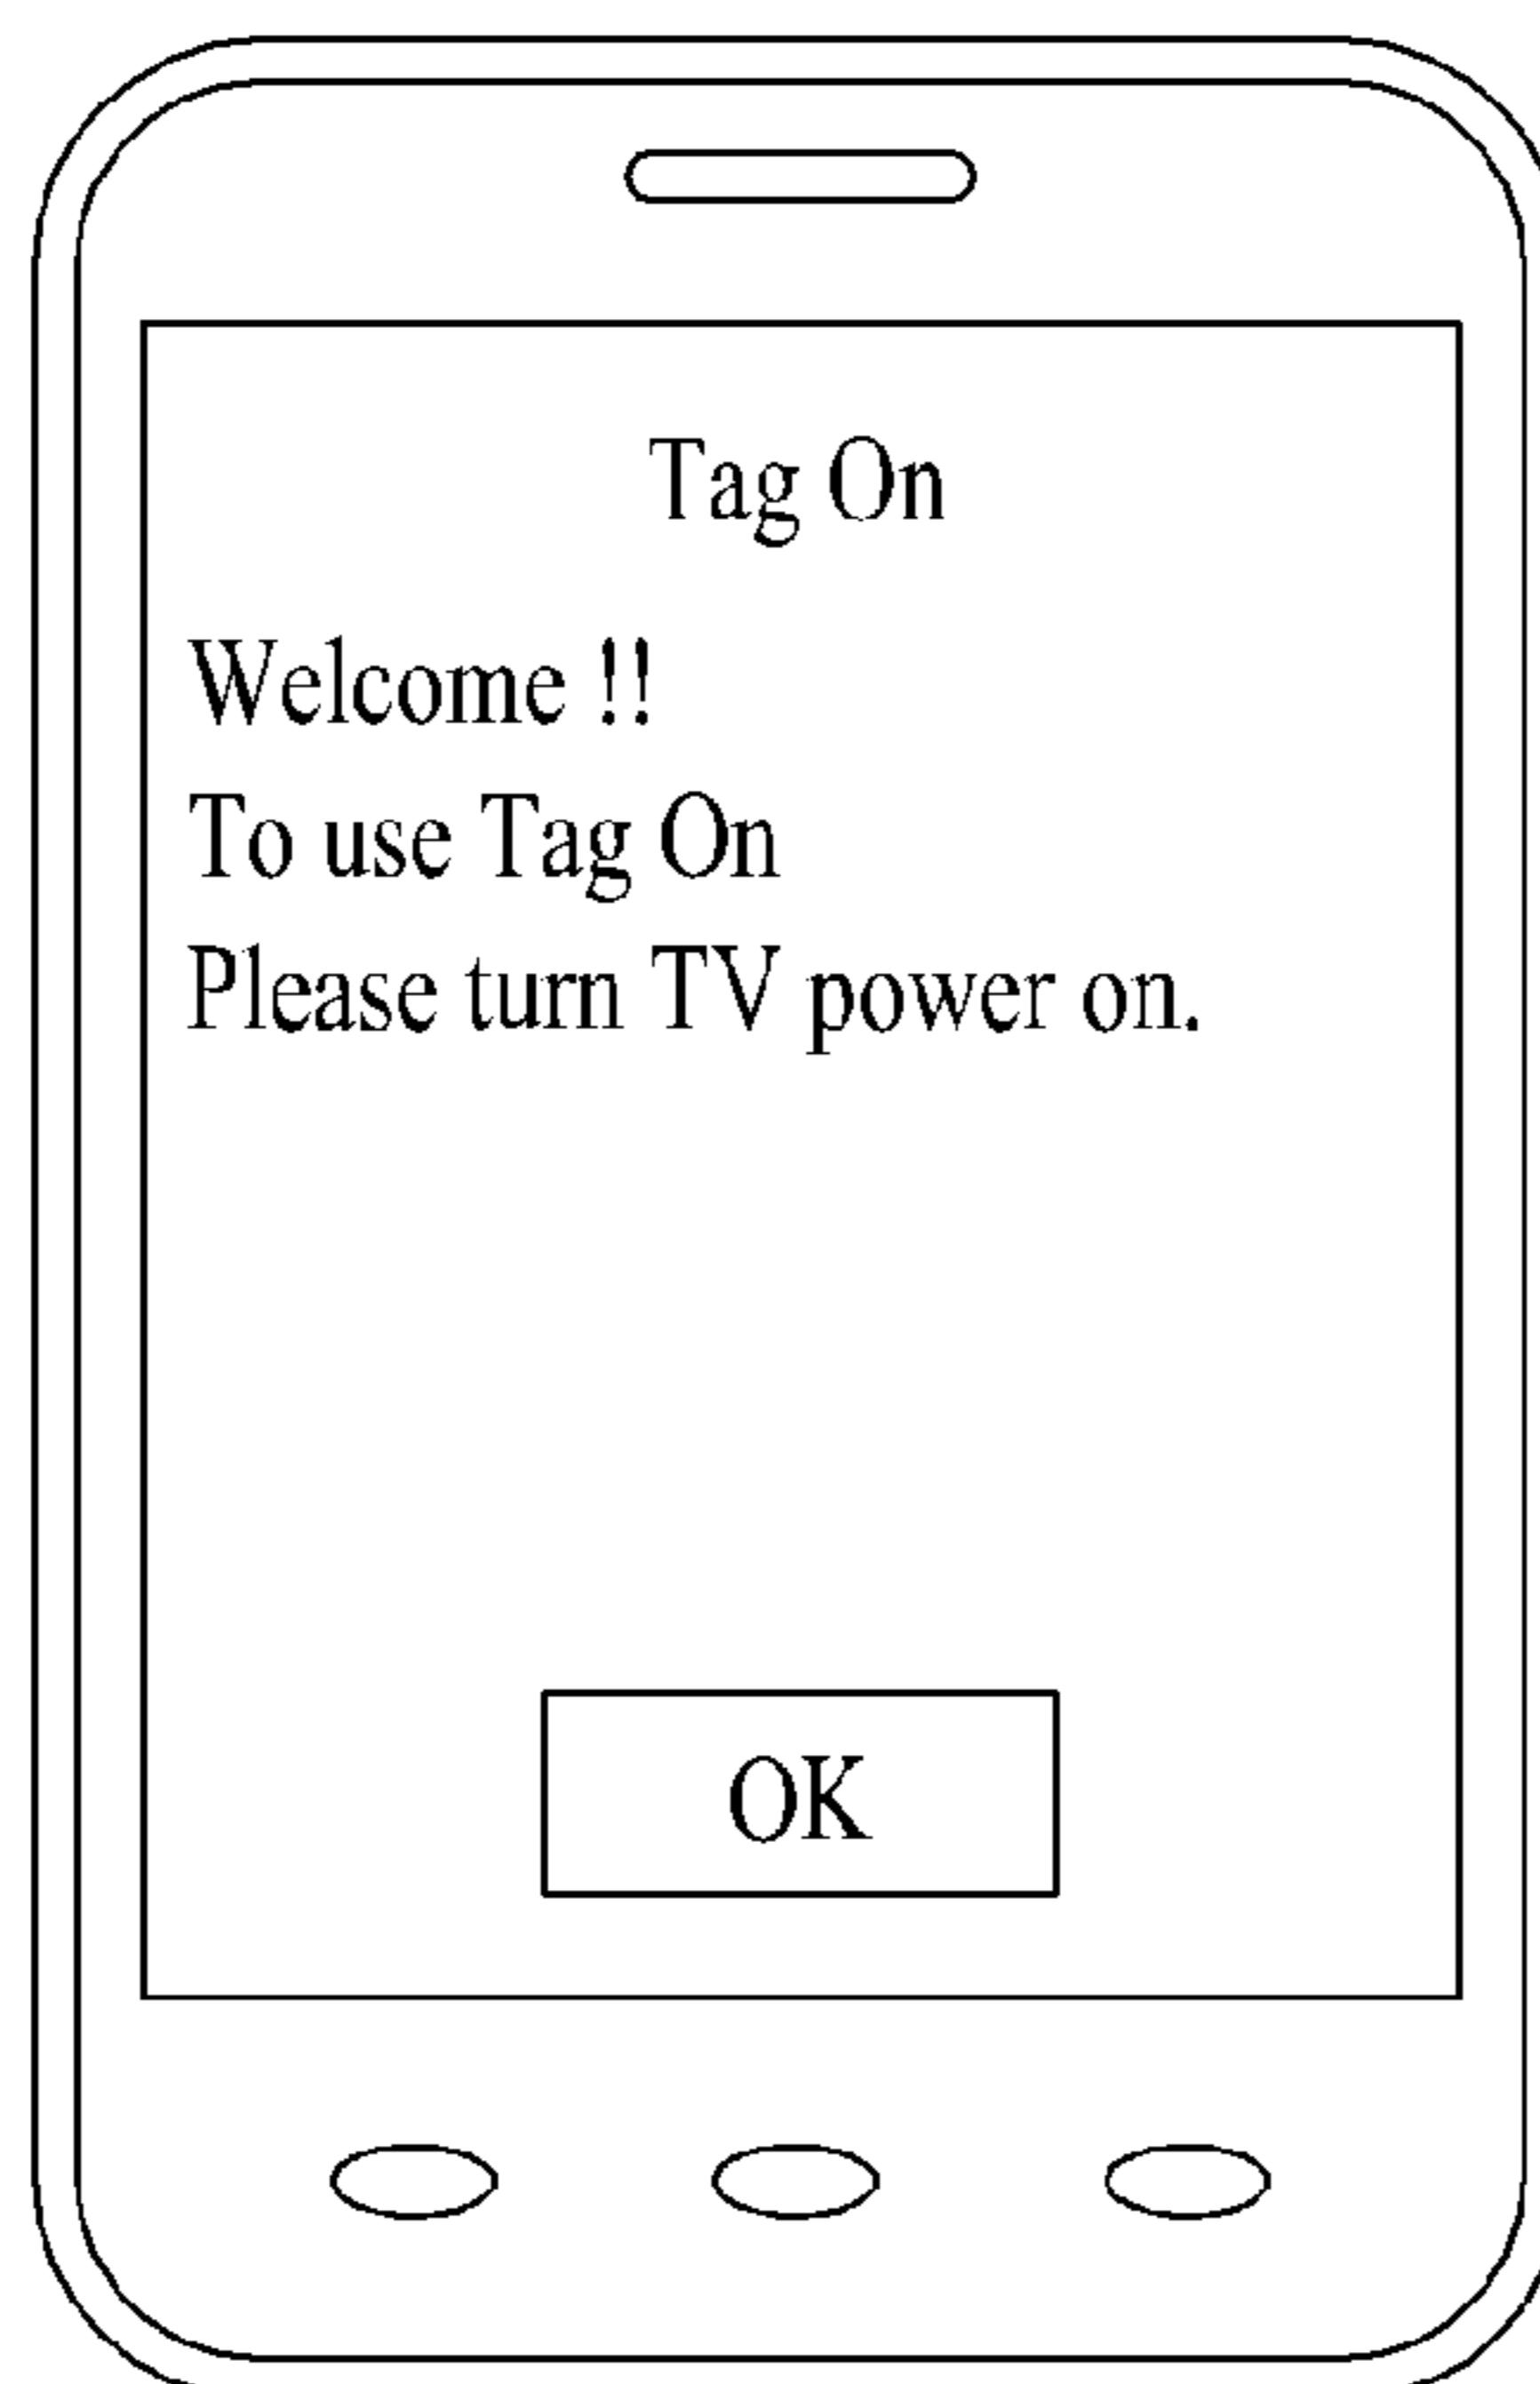 Tag On
Welcome !!
To use Tag On
Please turn TV power on.
OK